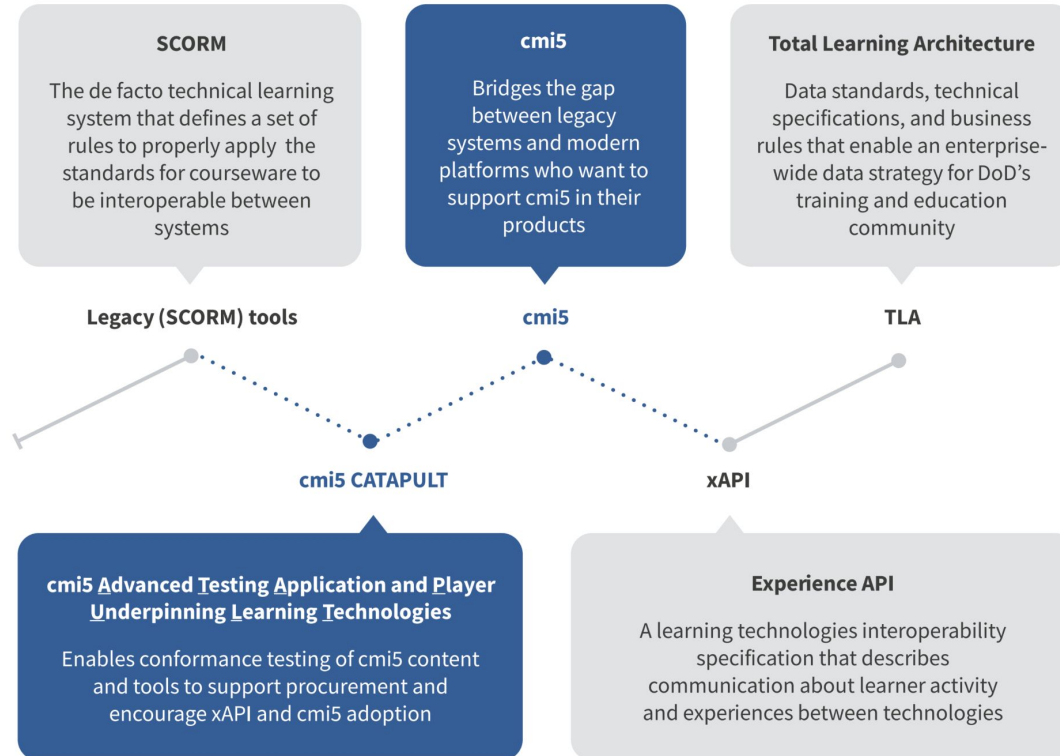 SCORM
The de facto technical learning
system that defines a set of
rules to properly apply the
standards for courseware to
be interoperable between
systems
cmi5
Bridges the gap
between legacy
systems and modern
platforms who want to
support cmi5 in their
products
Total Learning Architecture
Data standards, technical
specifications, and business
rules that enable an enterprise-
wide data strategy for DoD’s
training and education
community
Legacy (SCORM) tools
cmi5
TLA
cmi5 CATAPULT
xAPI
cmi5 Advanced Testing Application and Player
Underpinning Learning Technologies
Enables conformance testing of cmi5 content
and tools to support procurement and
encourage xAPI and cmi5 adoption
Experience API
A learning technologies interoperability
specification that describes
communication about learner activity
and experiences between technologies